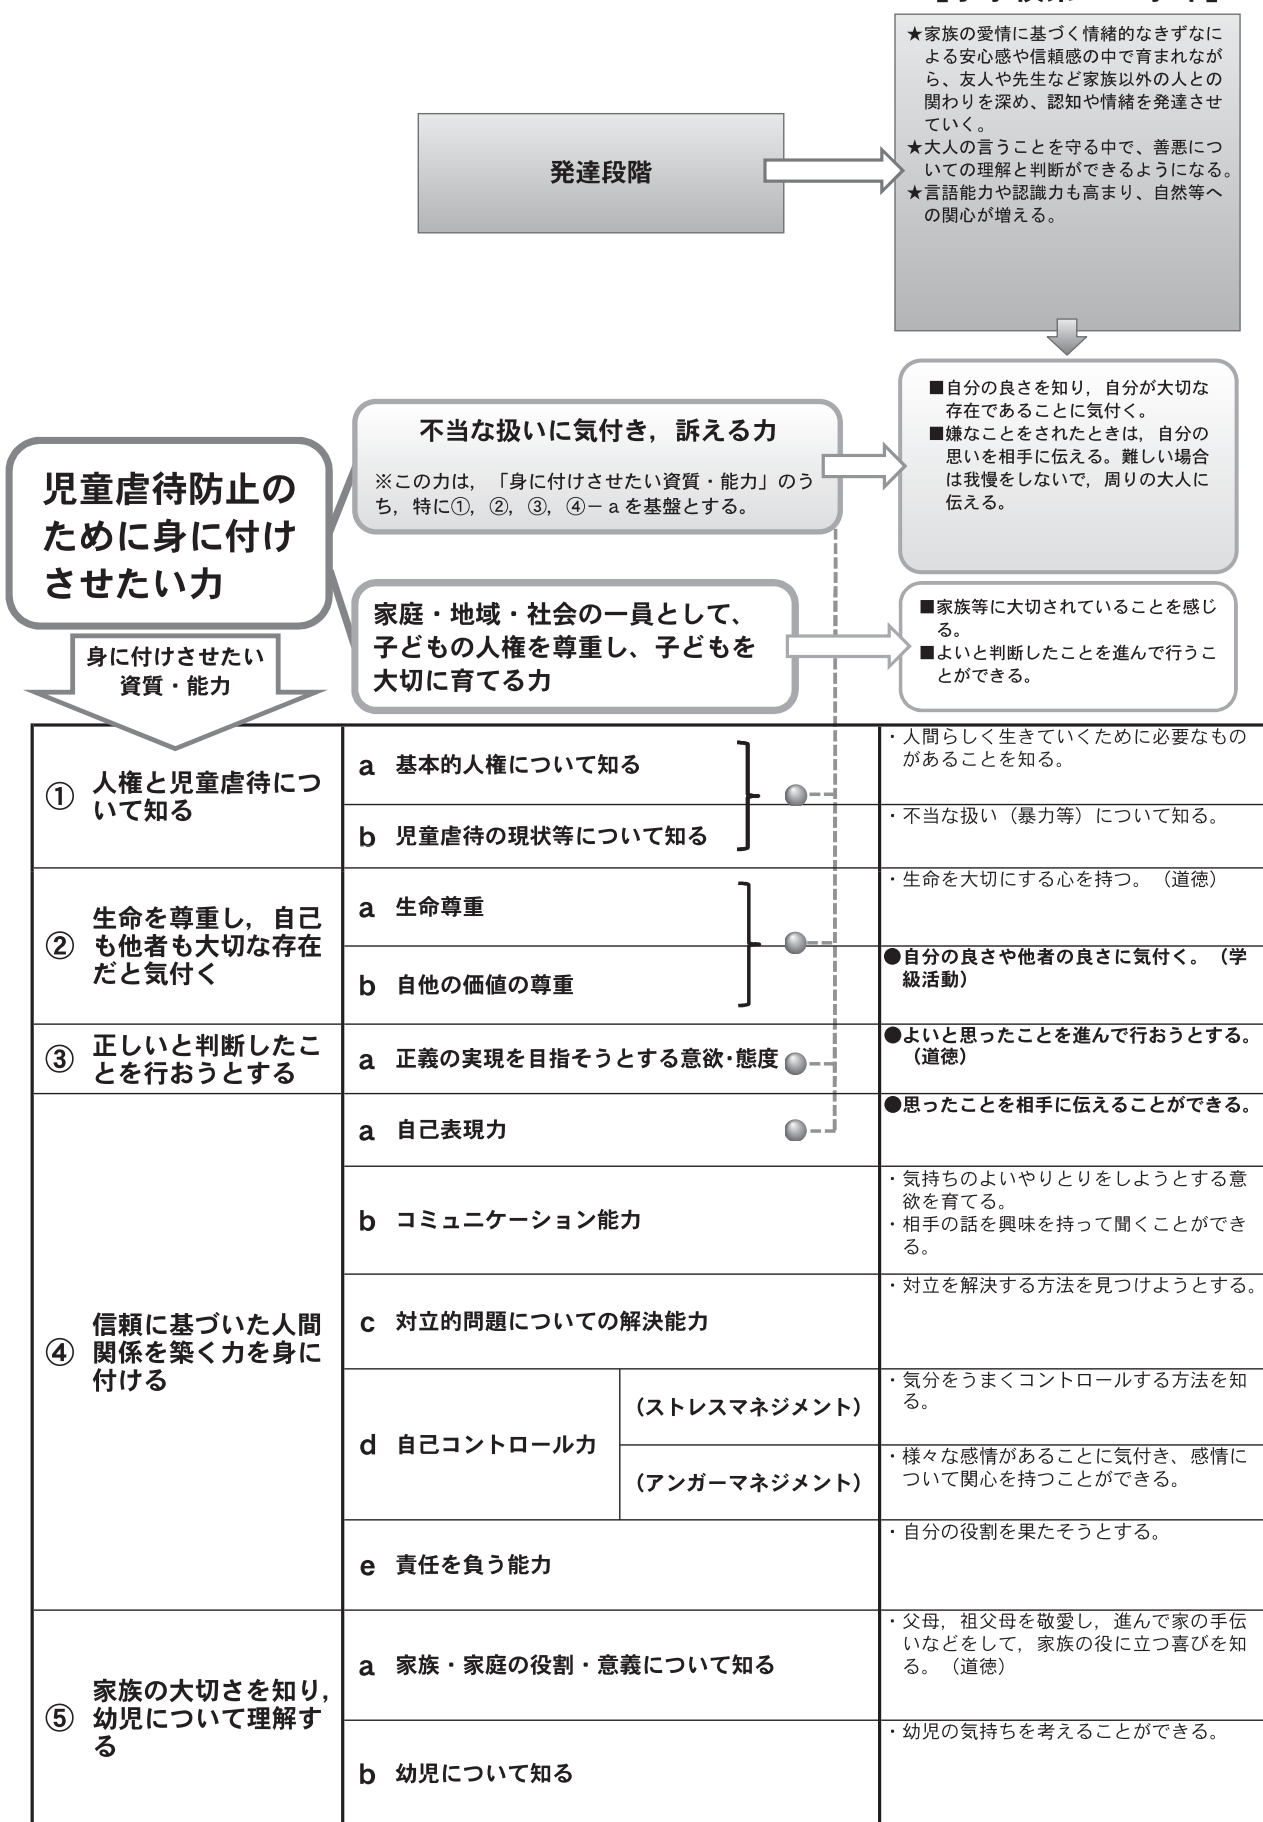 ★家族の愛情に基づく情緒的なきずなに
よる安心感や信頼感の中で育まれなが
ら、友人や先生など家族以外の人との
関わりを深め、認知や情緒を発達させ
ていく。
★大人の言うことを守る中で、善悪につ
いての理解と判断ができるようになる。
★言語能力や認識力も高まり、自然等へ
の関心が増える。
発達段階
■自分の良さを知り，自分が大切な
存在であることに気付く。
■嫌なことをされたときは，自分の
思いを相手に伝える。難しい場合
は我慢をしないで，周りの大人に
伝える。
不当な扱いに気付き，訴える力
※この力は，「身に付けさせたい資質・能力」のう
ち，特に①，②，③，④－ａを基盤とする。
児童虐待防止の
ために身に付け
させたい力
家庭・地域・社会の一員として、
子どもの人権を尊重し、子どもを
大切に育てる力
■家族等に大切されていることを感じ
る。
■よいと判断したことを進んで行うこ
とができる。
身に付けさせたい
資質・能力
① 人権と児童虐待につ
いて知る
a 基本的人権について知る
・人間らしく生きていくために必要なもの
があることを知る。
b 児童虐待の現状等について知る
・不当な扱い（暴力等）について知る。
② 生命を尊重し，自己
も他者も大切な存在
だと気付く
a 生命尊重
・生命を大切にする心を持つ。（道徳）
b 自他の価値の尊重
●自分の良さや他者の良さに気付く。（学
級活動）
③ 正しいと判断したこ
とを行おうとする
a 正義の実現を目指そうとする意欲・態度
●よいと思ったことを進んで行おうとする。
（道徳）
④ 信頼に基づいた人間
関係を築く力を身に
付ける
a 自己表現力
●思ったことを相手に伝えることができる。
b コミュニケーション能力
・気持ちのよいやりとりをしようとする意
欲を育てる。
・相手の話を興味を持って聞くことができ
る。
c 対立的問題についての解決能力
・対立を解決する方法を見つけようとする。
d 自己コントロール力
（ストレスマネジメント）
・気分をうまくコントロールする方法を知
る。
（アンガーマネジメント）
・様々な感情があることに気付き、感情に
ついて関心を持つことができる。
e 責任を負う能力
・自分の役割を果たそうとする。
⑤ 家族の大切さを知り，
幼児について理解す
る
a 家族・家庭の役割・意義について知る
・父母，祖父母を敬愛し，進んで家の手伝
いなどをして，家族の役に立つ喜びを知
る。（道徳）
b 幼児について知る
・幼児の気持ちを考えることができる。